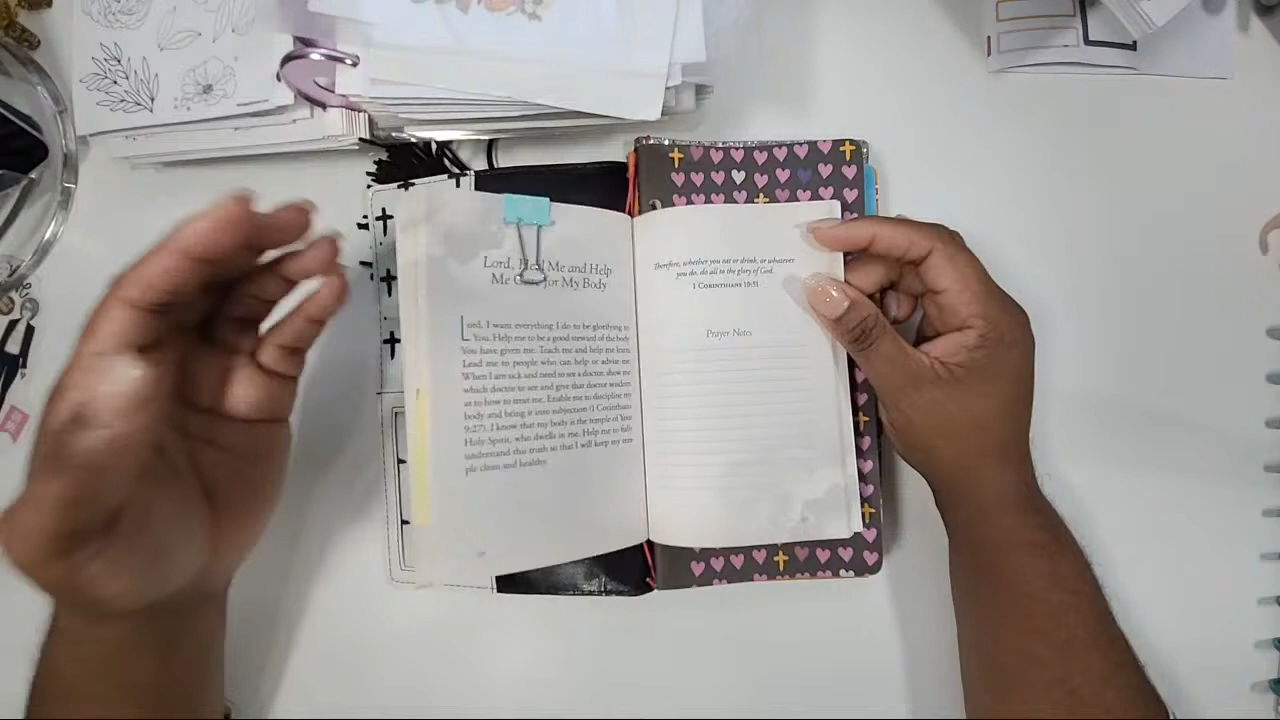 Lord, Heal Me and Help
Me Care for My Body
Lord, I want everything I do to be glorifying to
You. Help me to be a good steward of the body
You have given me. Teach me and help me learn.
Lead me to people who can help or advise me.
When I am sick and need to see a doctor, show me
which doctor to see and give that doctor wisdom
as to how to treat me. Enable me to discipline my
body and bring it into subjection (1 Corinthians
9:27). I know that my body is the temple of Your
Holy Spirit, who dwells in me. Help me to fully
understand this truth so that I will keep my tem-
ple clean and healthy.
Therefore, whether you eat or drink, or whatever
you do, do all to the glory of God.
1 Corinthians 10:31
Prayer Notes